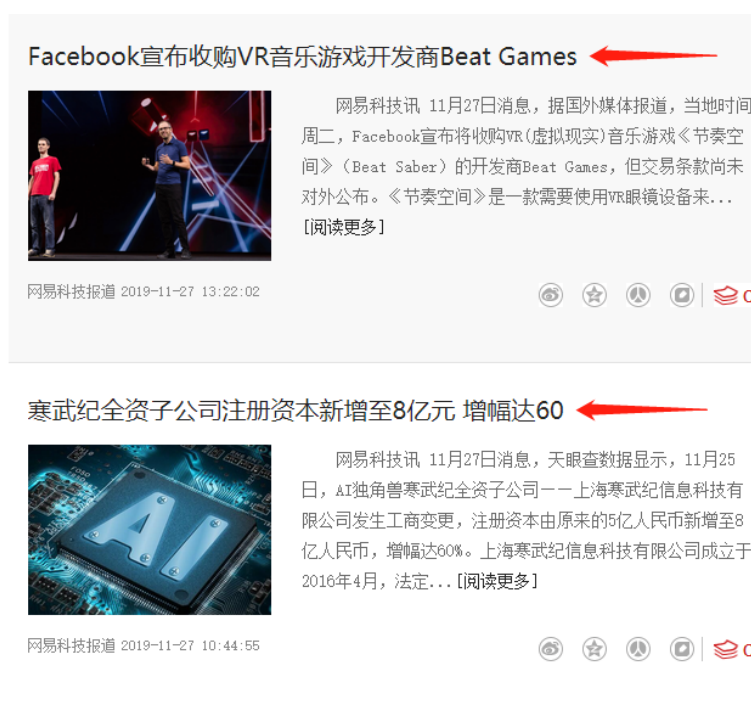 Facebook宣布收购VR音乐游戏开发商Beat Games
网易科技讯 11月27日消息，据国外媒体报道，当地时间
周二，Facebook宣布将收购VR(虚拟现实)音乐游戏《节奏空
间》（Beat Saber）的开发商Beat Games，但交易条款尚未
对外公布。《节奏空间》是一款需要使用VR眼镜设备来...
[阅读更多]
网易科技报道 2019-11-27 13:22:02
寒武纪全资子公司注册资本新增至8亿元 增幅达60
AI
网易科技讯 11月27日消息，天眼查数据显示，11月25
日，AI独角兽寒武纪全资子公司——上海寒武纪信息科技有
限公司发生工商变更，注册资本由原来的5亿人民币新增至8
亿人民币，增幅达60%。上海寒武纪信息科技有限公司成立于
2016年4月，法定...[阅读更多]
网易科技报道 2019-11-27 10:44:55